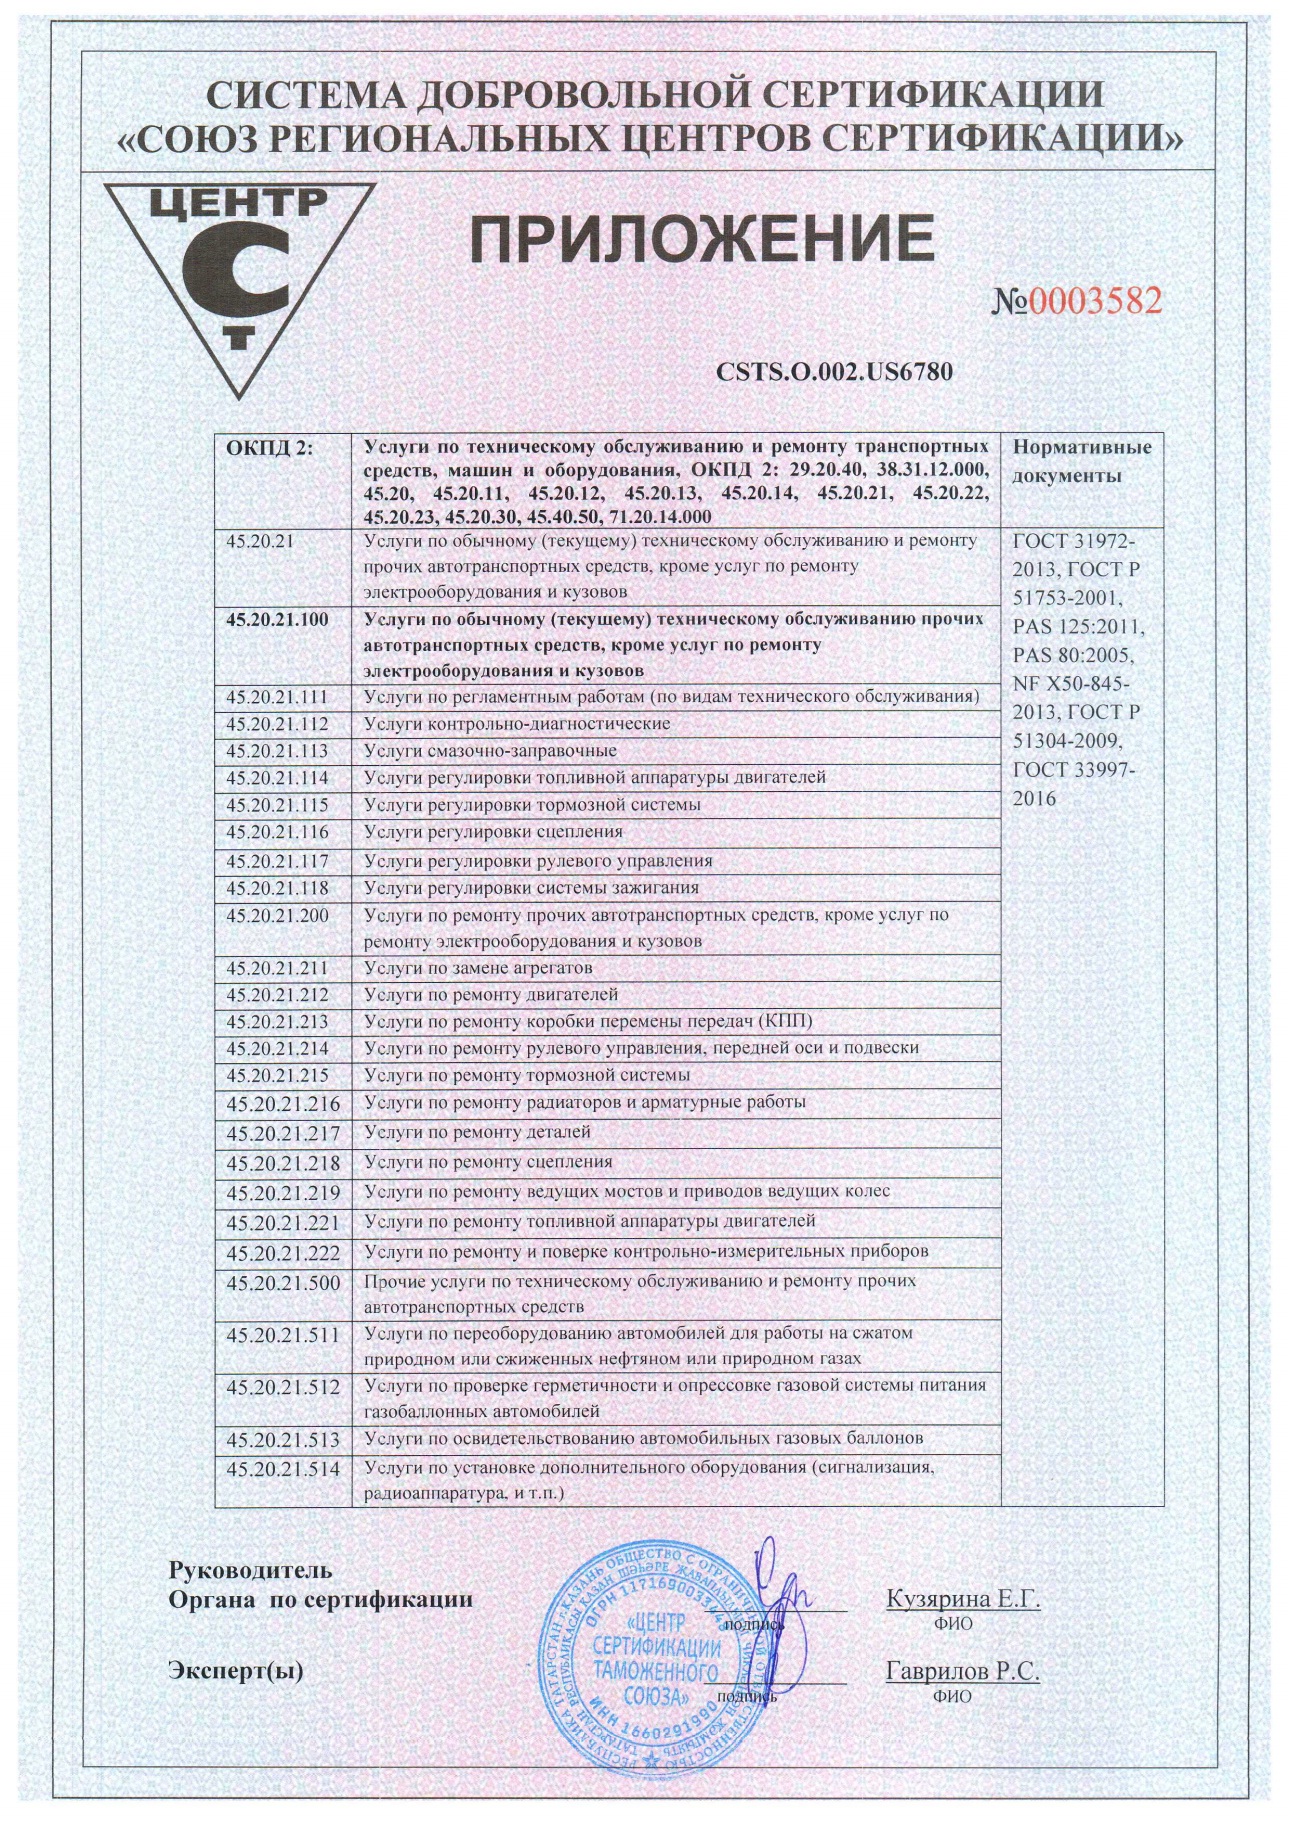 СИСТЕМА ДОБРОВОЛЬНОЙ СЕРТИФИКАЦИИ
«СОЮЗ РЕГИОНАЛЬНЫХ ЦЕНТРОВ СЕРТИФИКАЦИИ»
ЦЕНТР
С
Т
ПРИЛОЖЕНИЕ
№0003582
CSTS.O.002.US6780
ОКПД 2:
Услуги по техническому обслуживанию и ремонту транспортных
средств, машин и оборудования, ОКПД 2: 29.20.40, 38.31.12.000,
45.20, 45.20.11, 45.20.12, 45.20.13, 45.20.14, 45.20.21, 45.20.22,
45.20.23, 45.20.30, 45.40.50, 71.20.14.000
Нормативные
документы
45.20.21
Услуги по обычному (текущему) техническому обслуживанию и ремонту
прочих автотранспортных средств, кроме услуг по ремонту
электрооборудования и кузовов
ГОСТ 31972-
2013, ГОСТ Р
51753-2001,
PAS 125:2011,
PAS 80:2005,
NF X50-845-
2013, ГОСТ Р
51304-2009,
ГОСТ 33997-
2016
45.20.21.100
Услуги по обычному (текущему) техническому обслуживанию прочих
автотранспортных средств, кроме услуг по ремонту
электрооборудования и кузовов
45.20.21.111 Услуги по регламентным работам (по видам технического обслуживания)
45.20.21.112 Услуги контрольно-диагностические
45.20.21.113 Услуги смазочно-заправочные
45.20.21.114 Услуги регулировки топливной аппаратуры двигателей
45.20.21.115 Услуги регулировки тормозной системы
45.20.21.116 Услуги регулировки сцепления
45.20.21.117 Услуги регулировки рулевого управления
45.20.21.118 Услуги регулировки системы зажигания
45.20.21.200 Услуги по ремонту прочих автотранспортных средств, кроме услуг по
ремонту электрооборудования и кузовов
45.20.21.211 Услуги по замене агрегатов
45.20.21.212 Услуги по ремонту двигателей
45.20.21.213 Услуги по ремонту коробки перемены передач (КПП)
45.20.21.214 Услуги по ремонту рулевого управления, передней оси и подвески
45.20.21.215 Услуги по ремонту тормозной системы
45.20.21.216 Услуги по ремонту радиаторов и арматурные работы
45.20.21.217 Услуги по ремонту деталей
45.20.21.218 Услуги по ремонту сцепления
45.20.21.219 Услуги по ремонту ведущих мостов и приводов ведущих колес
45.20.21.221 Услуги по ремонту топливной аппаратуры двигателей
45.20.21.222 Услуги по ремонту и поверке контрольно-измерительных приборов
45.20.21.500 Прочие услуги по техническому обслуживанию и ремонту прочих
автотранспортных средств
45.20.21.511 Услуги по переоборудованию автомобилей для работы на сжатом
природном или сжиженных нефтяном или природном газах
45.20.21.512 Услуги по проверке герметичности и опрессовке газовой системы питания
газобаллонных автомобилей
45.20.21.513 Услуги по освидетельствованию автомобильных газовых баллонов
45.20.21.514 Услуги по установке дополнительного оборудования (сигнализация,
радиоаппаратура, и т.п.)
Руководитель
Органа по сертификации
подпись
Кузярина Е.Г.
ФИО
Эксперт(ы)
подпись
Гаврилов Р.С.
ФИО
«ЦЕНТР
СЕРТИФИКАЦИИ
ТАМОЖЕННОГО
СОЮЗА»
ИНН 1660291990